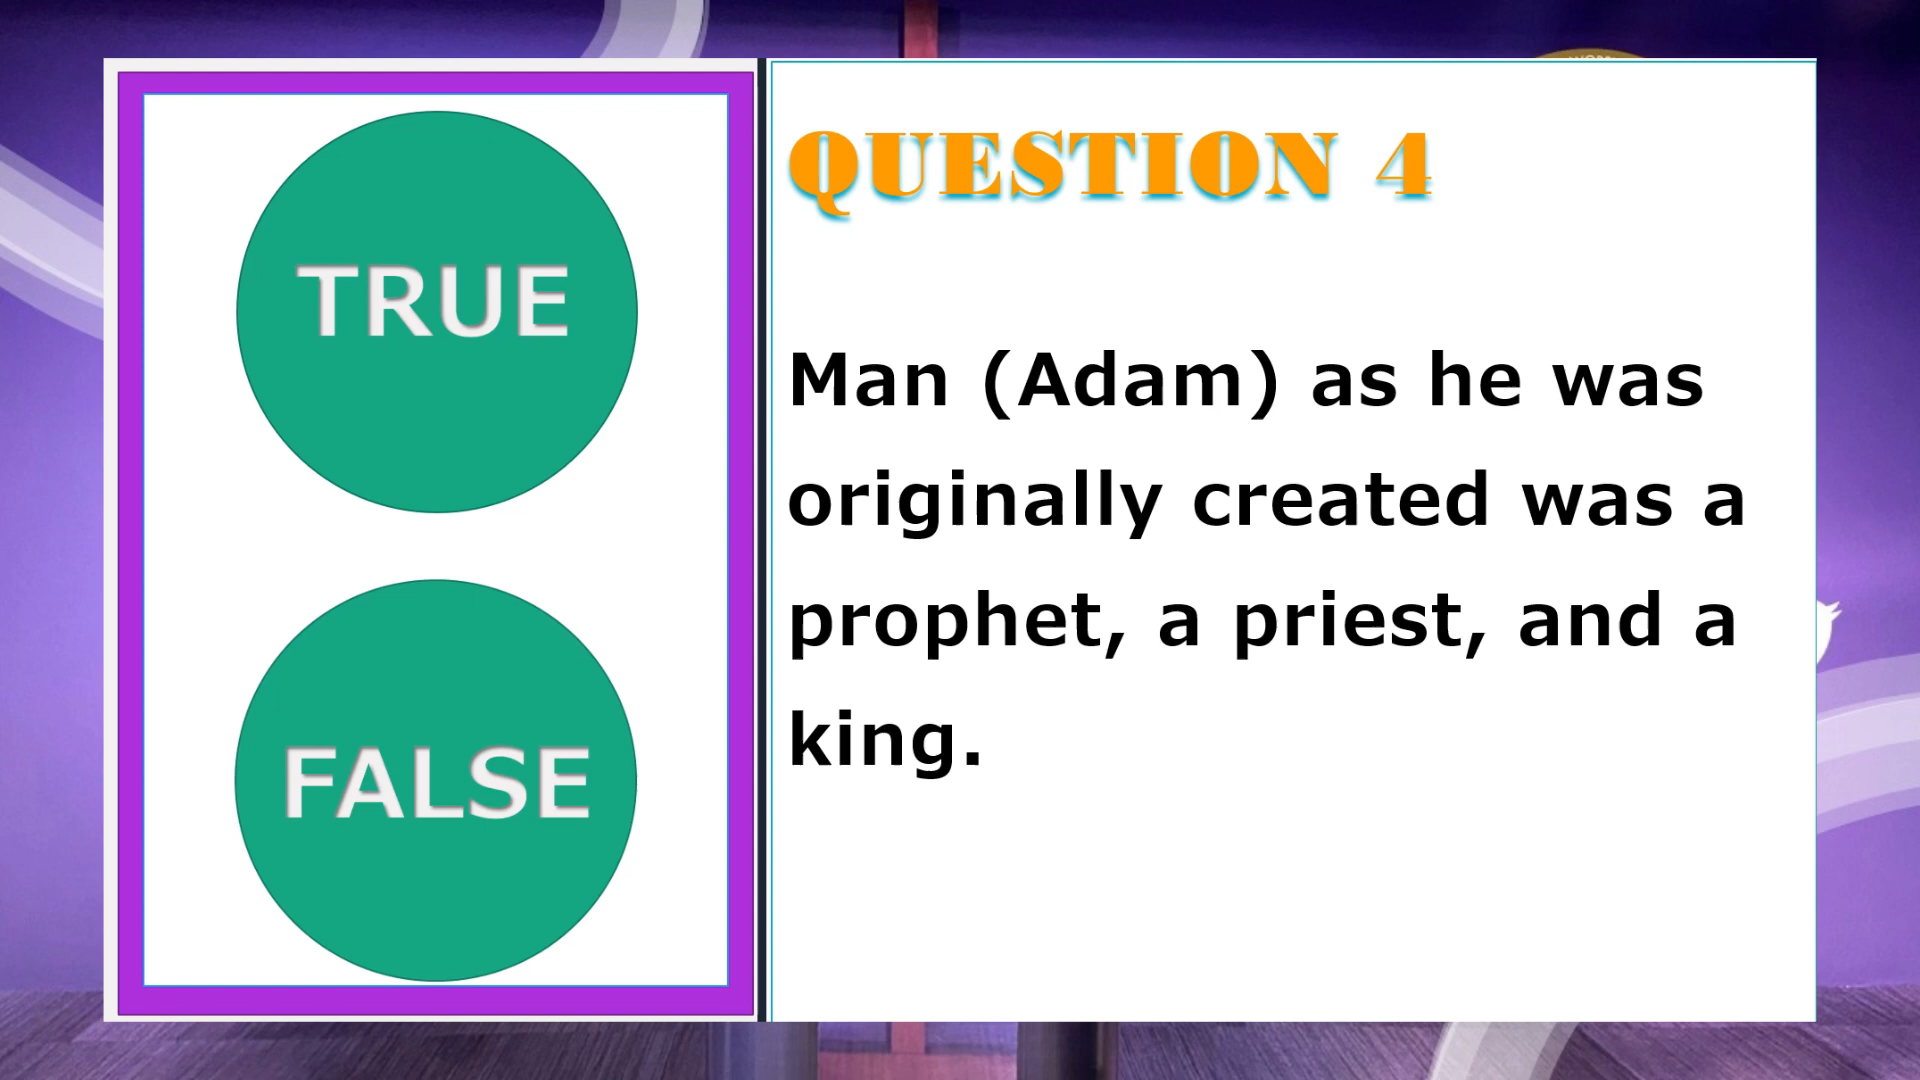 TRUE
FALSE
QUESTION 4
Man (Adam) as he was
originally created was a
prophet, a priest, and a
king.